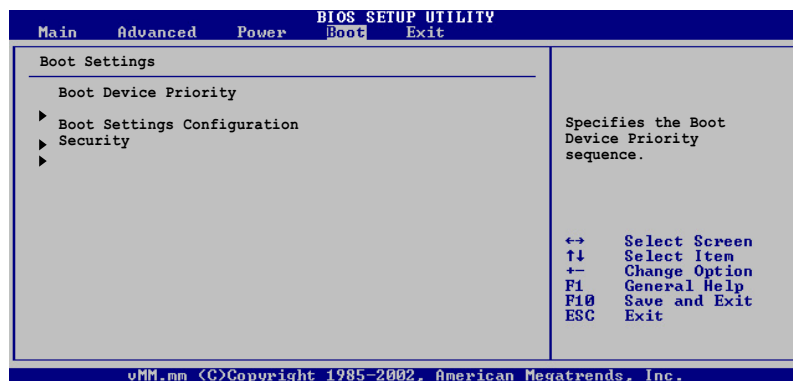 BIOS SETUP UTILITY
Main Advanced Power Boot Exit
Boot Settings
Boot Device Priority
Boot Settings Configuration
Security
Specifies the Boot
Device Priority
sequence.
←→ Select Screen
↑↓ Select Item
+- Change Option
F1 General Help
F10 Save and Exit
ESC Exit
vMM.mm (C)Copyright 1985-2002, American Megatrends, Inc.